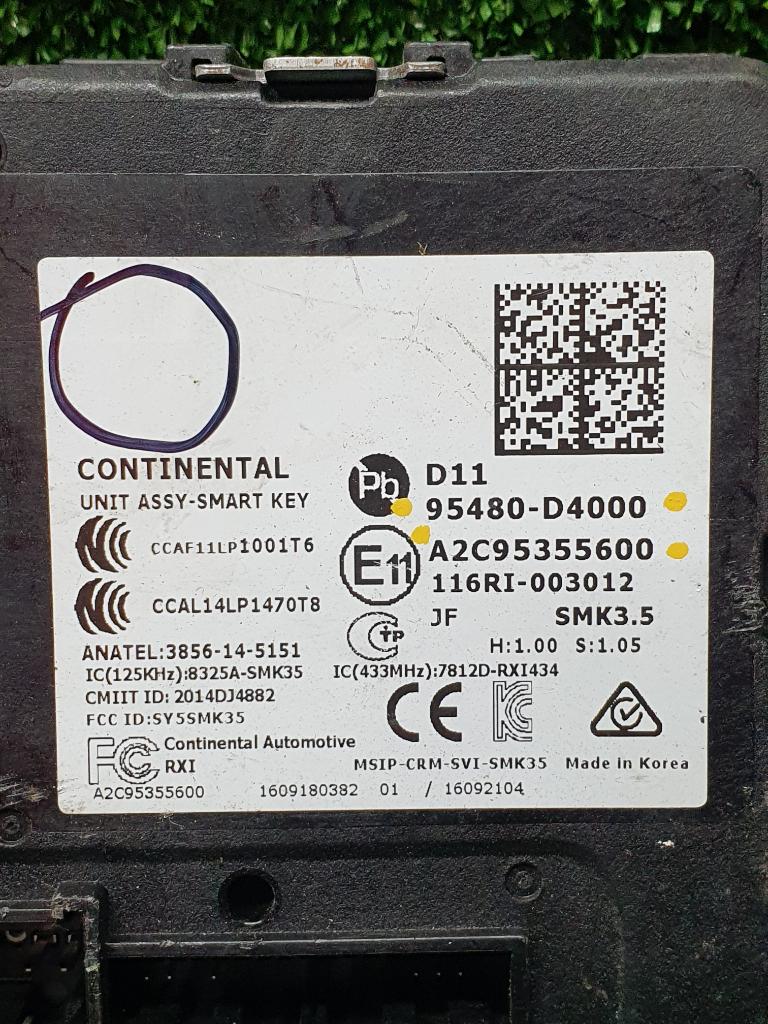 CONTINENTAL
UNIT ASSY-SMART KEY
CCAF11LP1001T6
CCAL14LP1470T8
Pb
D11
95480-D4000
E11
A2C95355600
116RI-003012
JF SMK3.5
TP
H:1.00 S:1.05
ANATEL:3856-14-5151
IC(125KHz):8325A-SMK35 IC(433MHz):7812D-RXI434
CMIIT ID: 2014DJ4882
FCC ID:SY5SMK35
CE
FC Continental Automotive
RXI
MSIP-CRM-SVI-SMK35 Made in Korea
A2C95355600 1609180382 01 / 16092104